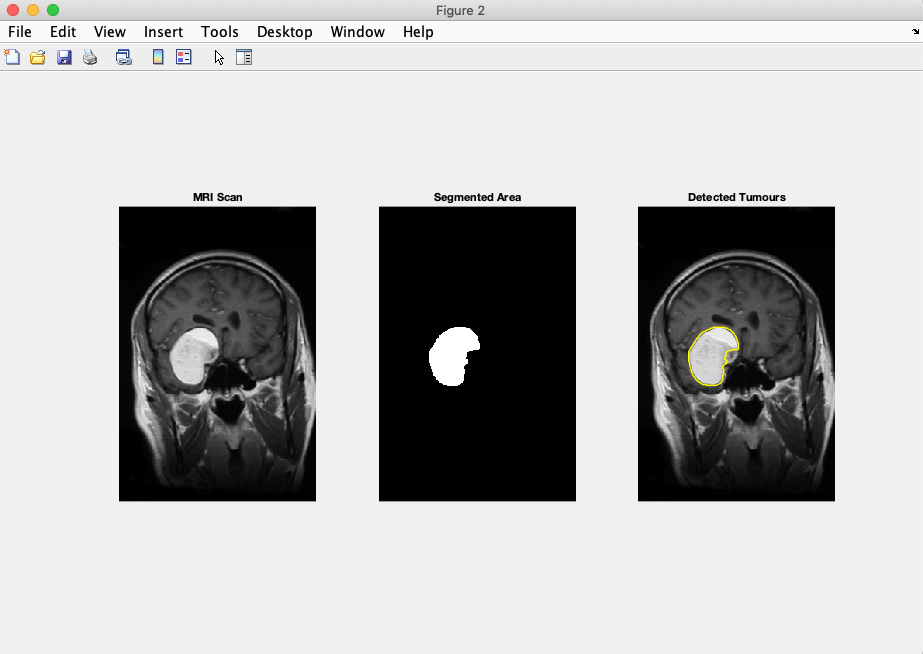 Figure 2
File Edit View Insert Tools Desktop Window Help
MRI Scan
Segmented Area
Detected Tumours